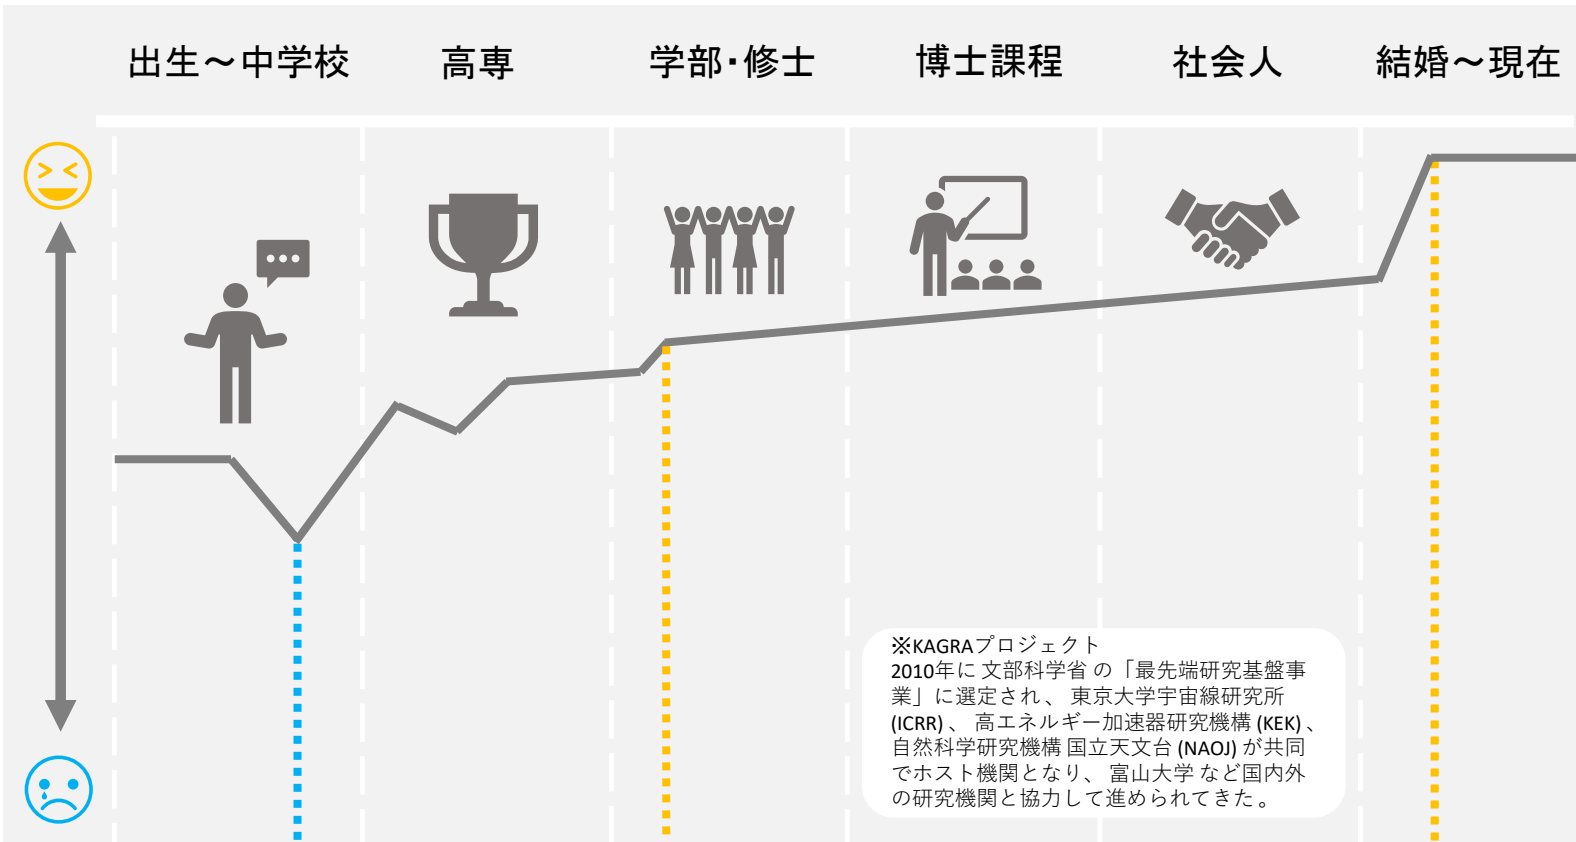 出生～中学校
高専
学部・修士
博士課程
社会人
結婚～現在
※KAGRAプロジェクト
2010年に 文部科学省 の「最先端研究基盤事
業」に選定され、 東京大学宇宙線研究所
(ICRR) 、 高エネルギー加速器研究機構 (KEK) 、
自然科学研究機構 国立天文台 (NAOJ) が共同
でホスト機関となり、 富山大学 など国内外
の研究機関と協力して進められてきた 。